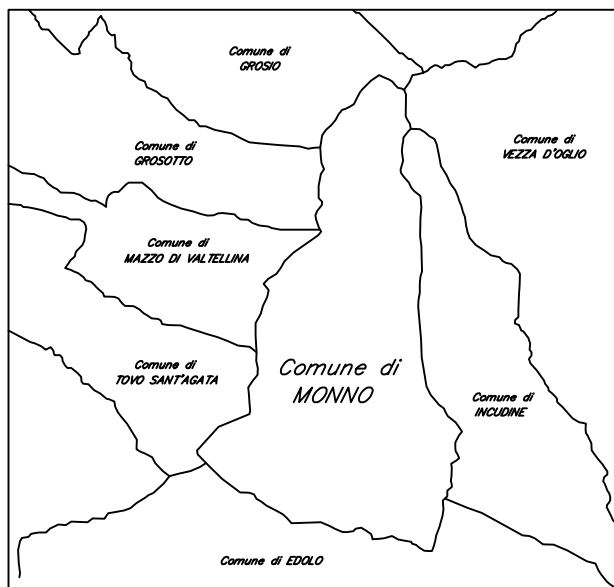 Comune di
GROSIO
Comune di
GROSOTTO
Comune di
VEZZA D'OGLIO
Comune di
MAZZO DI VALTELLINA
Comune di
TOVO SANT'AGATA
Comune di
MONNO
Comune di
INCUDINE
Comune di EDOLO